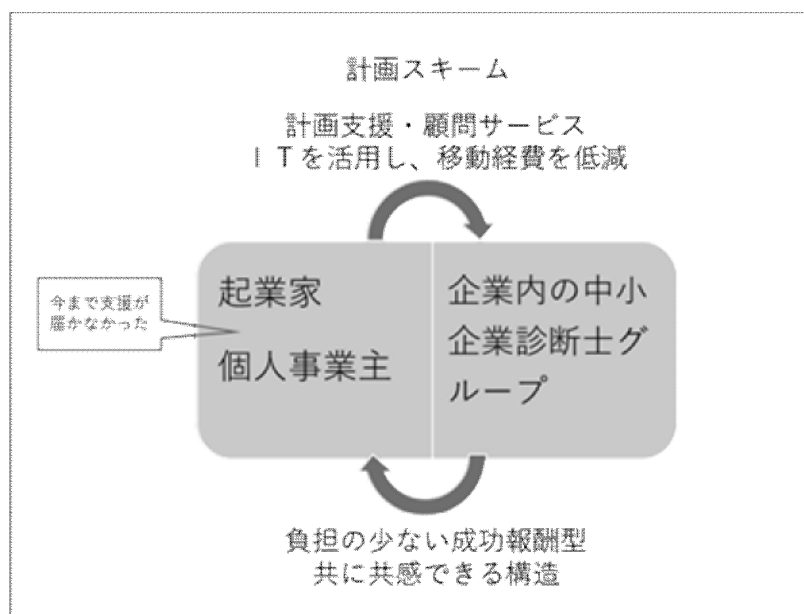 計画スキーム
計画支援・顧問サービス
ＩＴを活用し、移動経費を低減
今まで支援が
届かなかった
起業家
個人事業主
企業内の中小
企業診断士グ
ループ
負担の少ない成功報酬型
共に共感できる構造